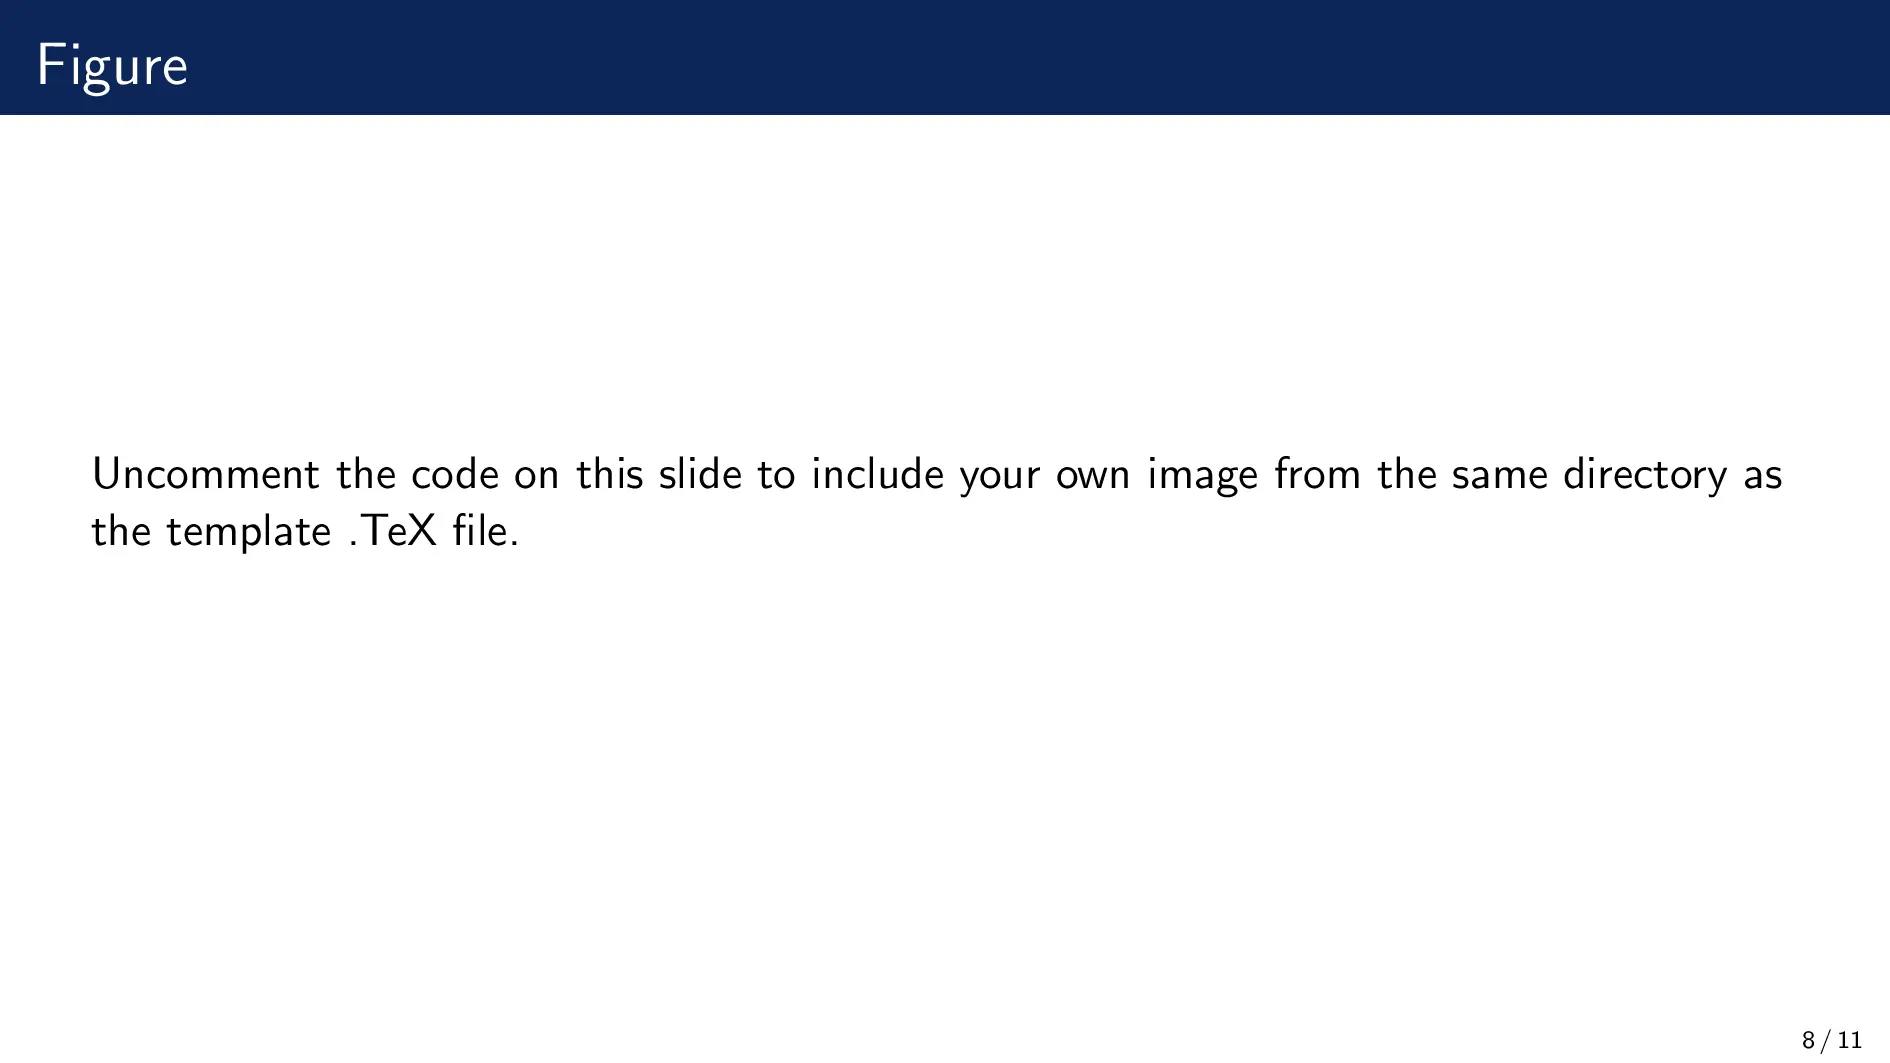 Figure
Uncomment the code on this slide to include your own image from the same directory as
the template .TeX file.
8 / 11